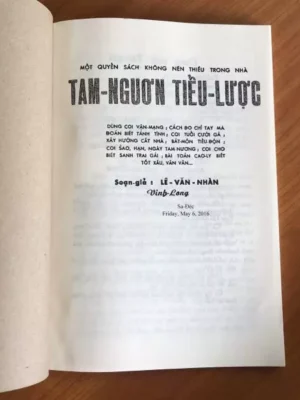 MỘT QUYỂN SÁCH KHÔNG NÊN THIẾU TRONG NHÀ
TAM-NGUƠN TIỂU-LƯỢC
DÙNG COI VẬN-MẠNG ; CÁCH ĐO CHỈ TAY MÀ
ĐOÁN BIẾT TÁNH TÌNH ; COI TUỔI CƯỚI GẢ ;
XÂY HƯỚNG CẤT NHÀ ; BÁT-MÔN TIỂU-ĐỘN ;
COI SAO, HẠN, NGÀY TAM-NƯƠNG ; COI CHO
BIẾT SANH TRAI GÁI ; BÀI TOÁN CAO-LY BIẾT
TỐT XẤU, VÂN VÂN...
Soạn-giả : LÊ-VĂN-NHÀN
Vĩnh-Long
Sa-Đéc
Friday, May 6, 2016